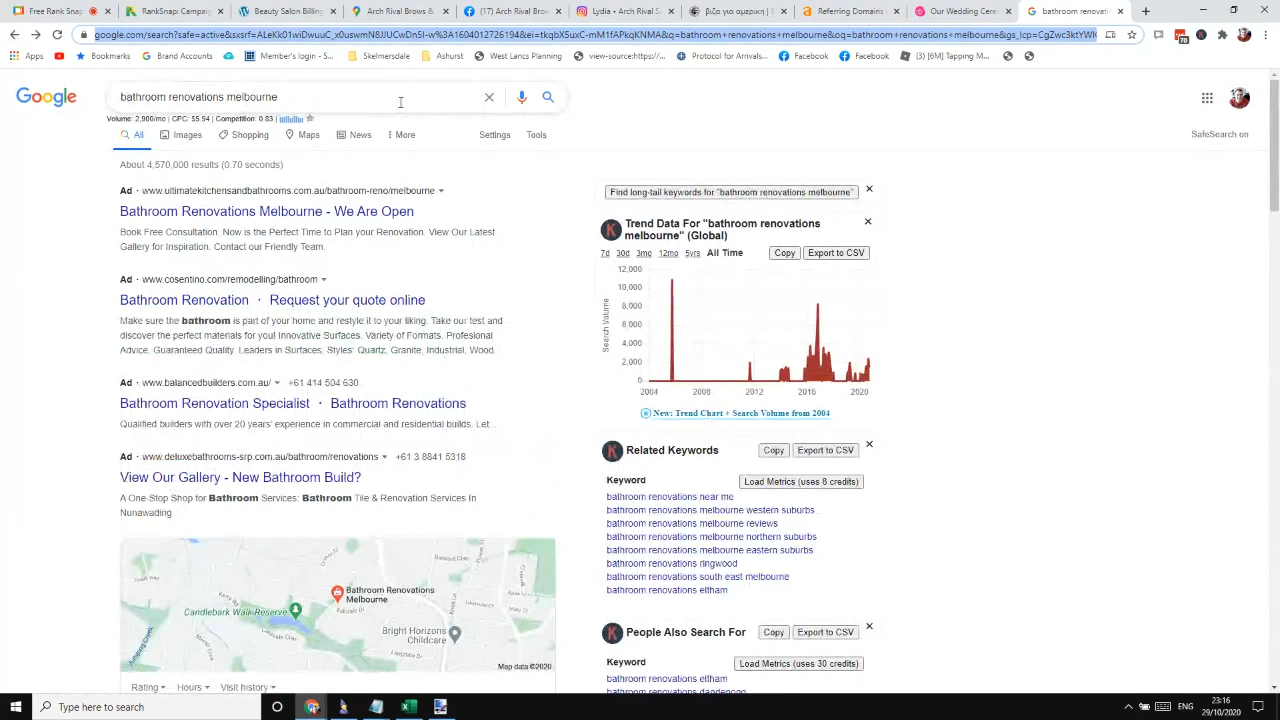 Free Rank Snap
RankSnap: Campaig
Beauty Salon Billing
Arch Rival Brows &
(17) Arch Rival B
Lydia • Arch Rival S
βιζα για ομορφια | Β
Referring Domains
Our Wedding Cere
bathroom renovati
Apps
Bookmarks
Brand Accounts
Member's login - S...
Skelmersdale
Christmas
Ashurst
Business-living - G...
view-source:https://...
Protocol for Arrivals...
Facebook
Facebook
[6M] Tapping M...
70
Google
bathroom renovations melbourne
Volume: 2,900/mo | CPC: $5.94 | Competition: 0.83 |
All
Images
Shopping
Maps
News
More
Settings
Tools
SafeSearch on
About 4,570,000 results (0.70 seconds)
Ad · www.ultimatekitchensandbathrooms.com.au/bathroom-reno/melbourne
Bathroom Renovations Melbourne - We Are Open
Book Free Consultation. Now is the Perfect Time to Plan your Renovation. View Our Latest
Gallery for Inspiration. Contact our Friendly Team.
Ad · www.cosentino.com/remodelling/bathroom
Bathroom Renovation · Request your quote online
Make sure the bathroom is part of your home and restyle it to your liking. Take our test and
discover the perfect materials for you! Innovative Surfaces. Variety of Formats. Profesional
Advice. Guaranteed Quality. Leaders in Surfaces. Styles: Quartz, Granite, Industrial, Wood.
Ad · www.balancedbuilders.com.au/ +61 414 504 630
Bathroom Renovation Specialist · Bathroom Renovations
Qualified builders with over 20 years' experience in commercial and residential builds. Let...
Ad · www.deluxebathrooms-srp.com.au/bathroom/renovations +61 3 8841 5318
View Our Gallery - New Bathroom Build?
A One-Stop Shop for Bathroom Services: Bathroom Tile & Renovation Services In
Nunawading
Bathroom Renovations
Melbourne
Candlebark Walk Reserve
Bright Horizons
Childcare
Map data ©2020
Rating
Hours
Visit history
Find long-tail keywords for "bathroom renovations melbourne"
Trend Data For "bathroom renovations
melbourne" (Global)
7d 30d 3mo 12mo 5yrs All Time
Copy
Export to CSV
12,000
10,000
8,000
6,000
4,000
2,000
0
Search Volume
2004 2008 2012 2016 2020
New: Trend Chart + Search Volume from 2004
Related Keywords
Copy
Export to CSV
Keyword
Load Metrics (uses 8 credits)
bathroom renovations near me
bathroom renovations melbourne western suburbs
bathroom renovations melbourne reviews
bathroom renovations melbourne northern suburbs
bathroom renovations melbourne eastern suburbs
bathroom renovations ringwood
bathroom renovations south east melbourne
bathroom renovations eltham
People Also Search For
Copy
Export to CSV
Keyword
Load Metrics (uses 30 credits)
bathroom renovations eltham
bathroom renovations dandenong
Type here to search
23:16
29/10/2020